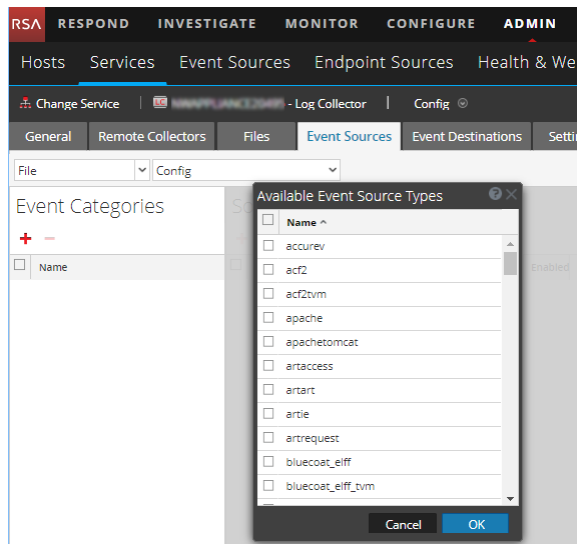 RSA RESPOND INVESTIGATE MONITOR CONFIGURE ADMIN
Hosts Services Event Sources Endpoint Sources Health & We
Change Service | LC - Log Collector | Config
General Remote Collectors Files Event Sources Event Destinations Setti
File Config
Event Categories
Name
Available Event Source Types
Name
accurev
acf2
acf2tvm
apache
apachetomcat
artaccess
artart
artie
artrequest
bluecoat_elff
bluecoat_elff_tvm
Cancel OK
Enabled